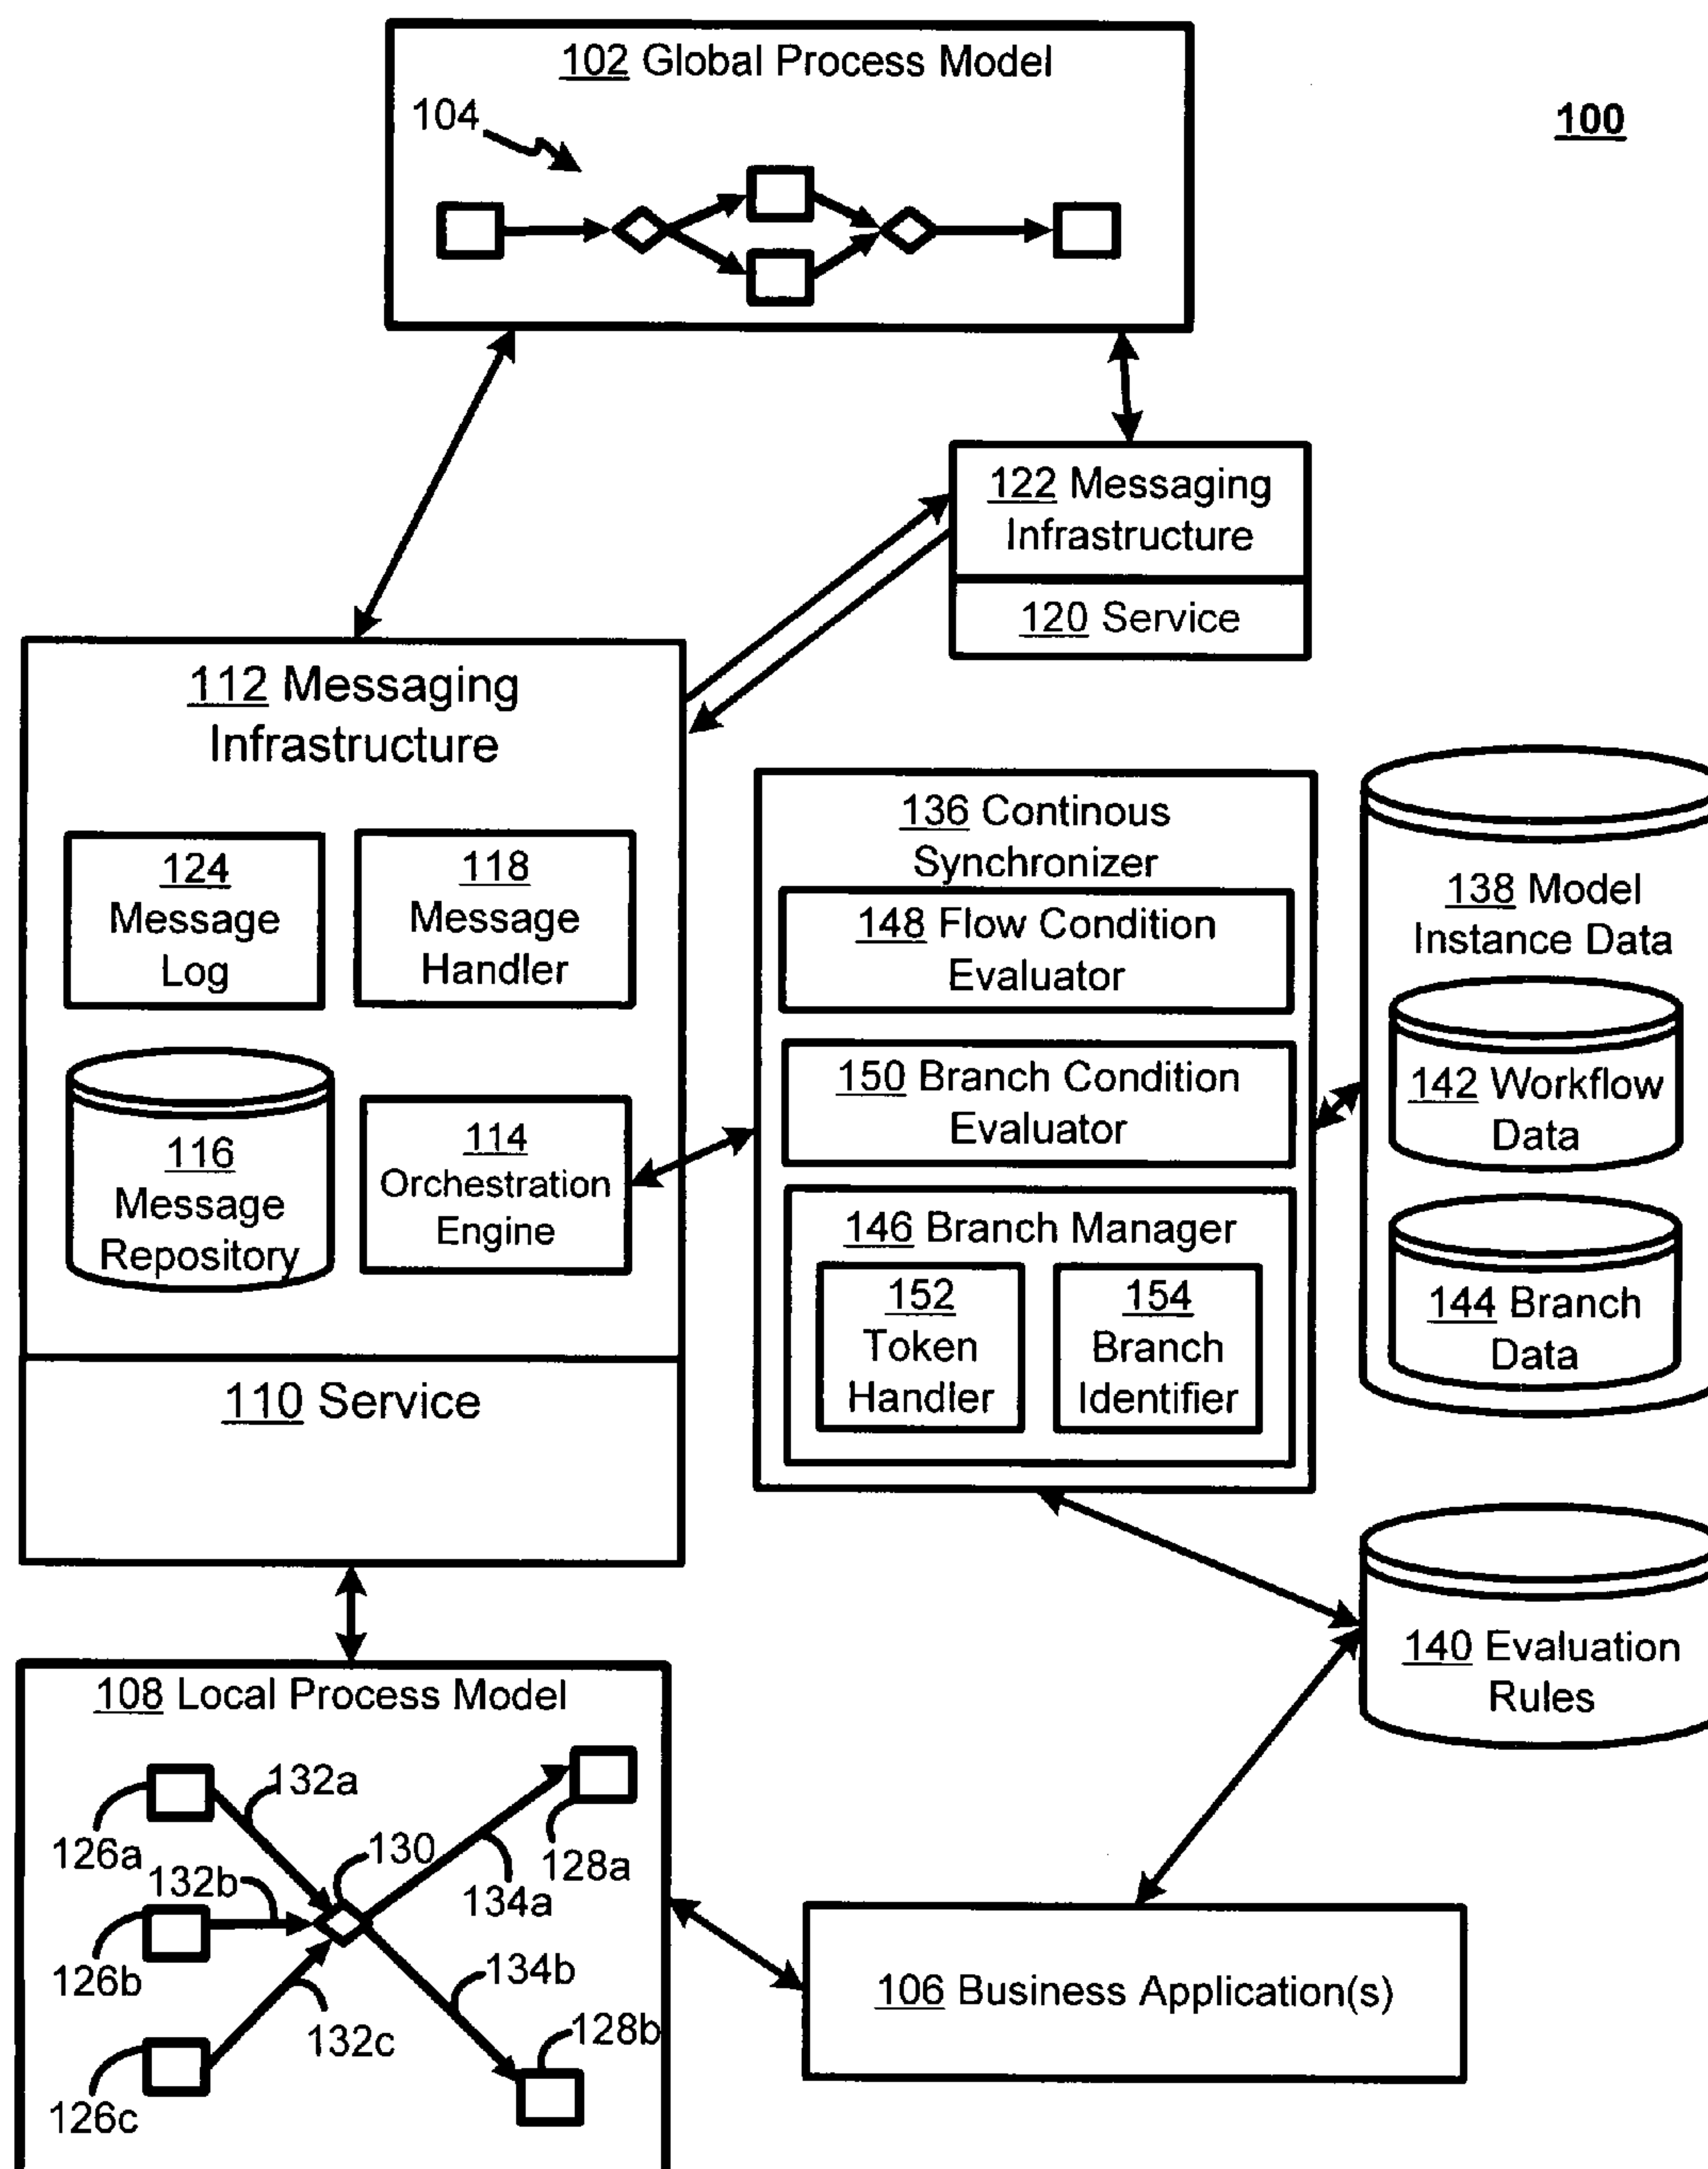 102 Global Process Model
104
100
122 Messaging
Infrastructure
120 Service
112 Messaging
Infrastructure
124
Message
Log
118
Message
Handler
116
Message
Repository
114
Orchestration
Engine
110 Service
136 Continous
Synchronizer
148 Flow Condition
Evaluator
150 Branch Condition
Evaluator
146 Branch Manager
152
Token
Handler
154
Branch
Identifier
138 Model
Instance Data
142 Workflow
Data
144 Branch
Data
140 Evaluation
Rules
108 Local Process Model
132a
126a
130
128a
132b
134a
126b
134b
132c
128b
126c
106 Business Application(s)